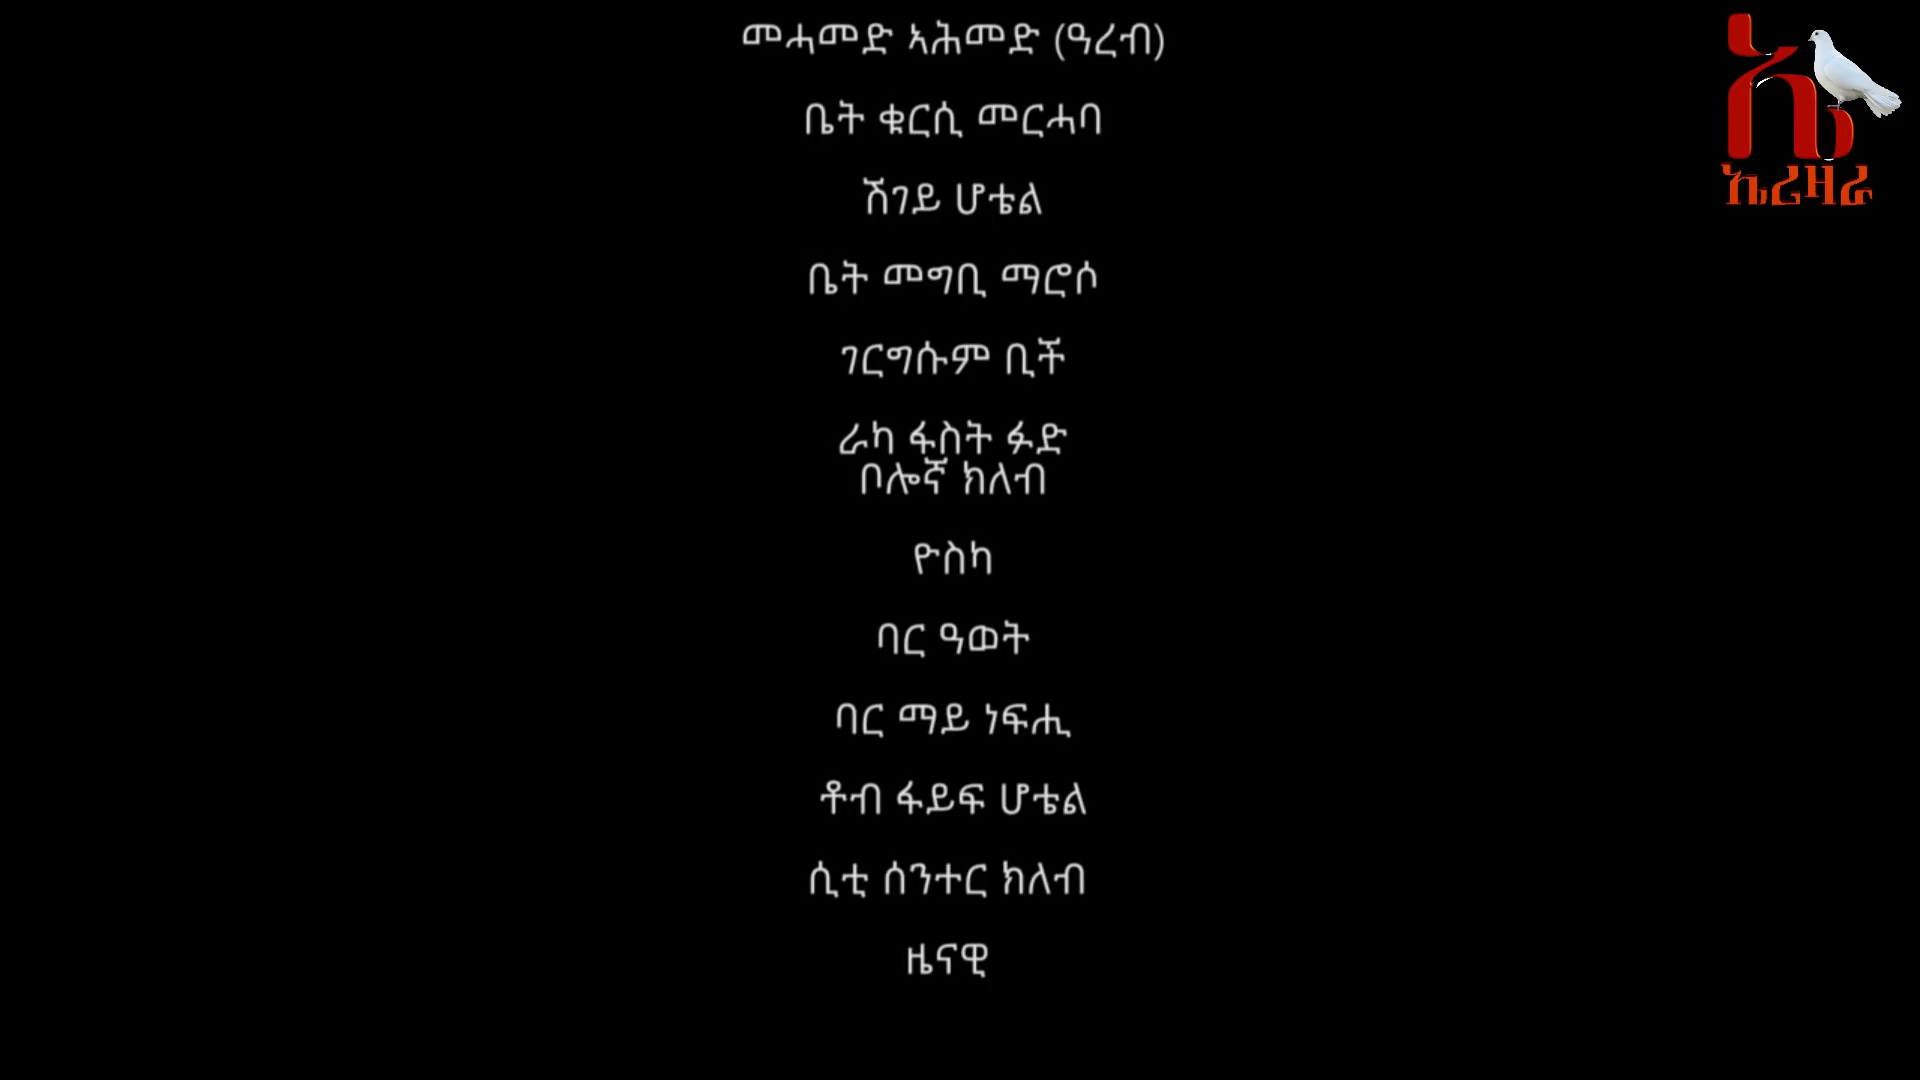 መሓመድ ኣሕመድ (ዓረብ)
ቤት ቁርሲ መርሓባ
ሽገይ ሆቴል
ቤት መግቢ ማሮሶ
ገርግሱም ቢች
ራካ ፋስት ፉድ
ቦሎኛ ክለብ
ዮስካ
ባር ዓወት
ባር ማይ ነፍሒ
ቶብ ፋይፍ ሆቴል
ሲቲ ሰንተር ክለብ
ዜናዊ
ኤሪዛራ